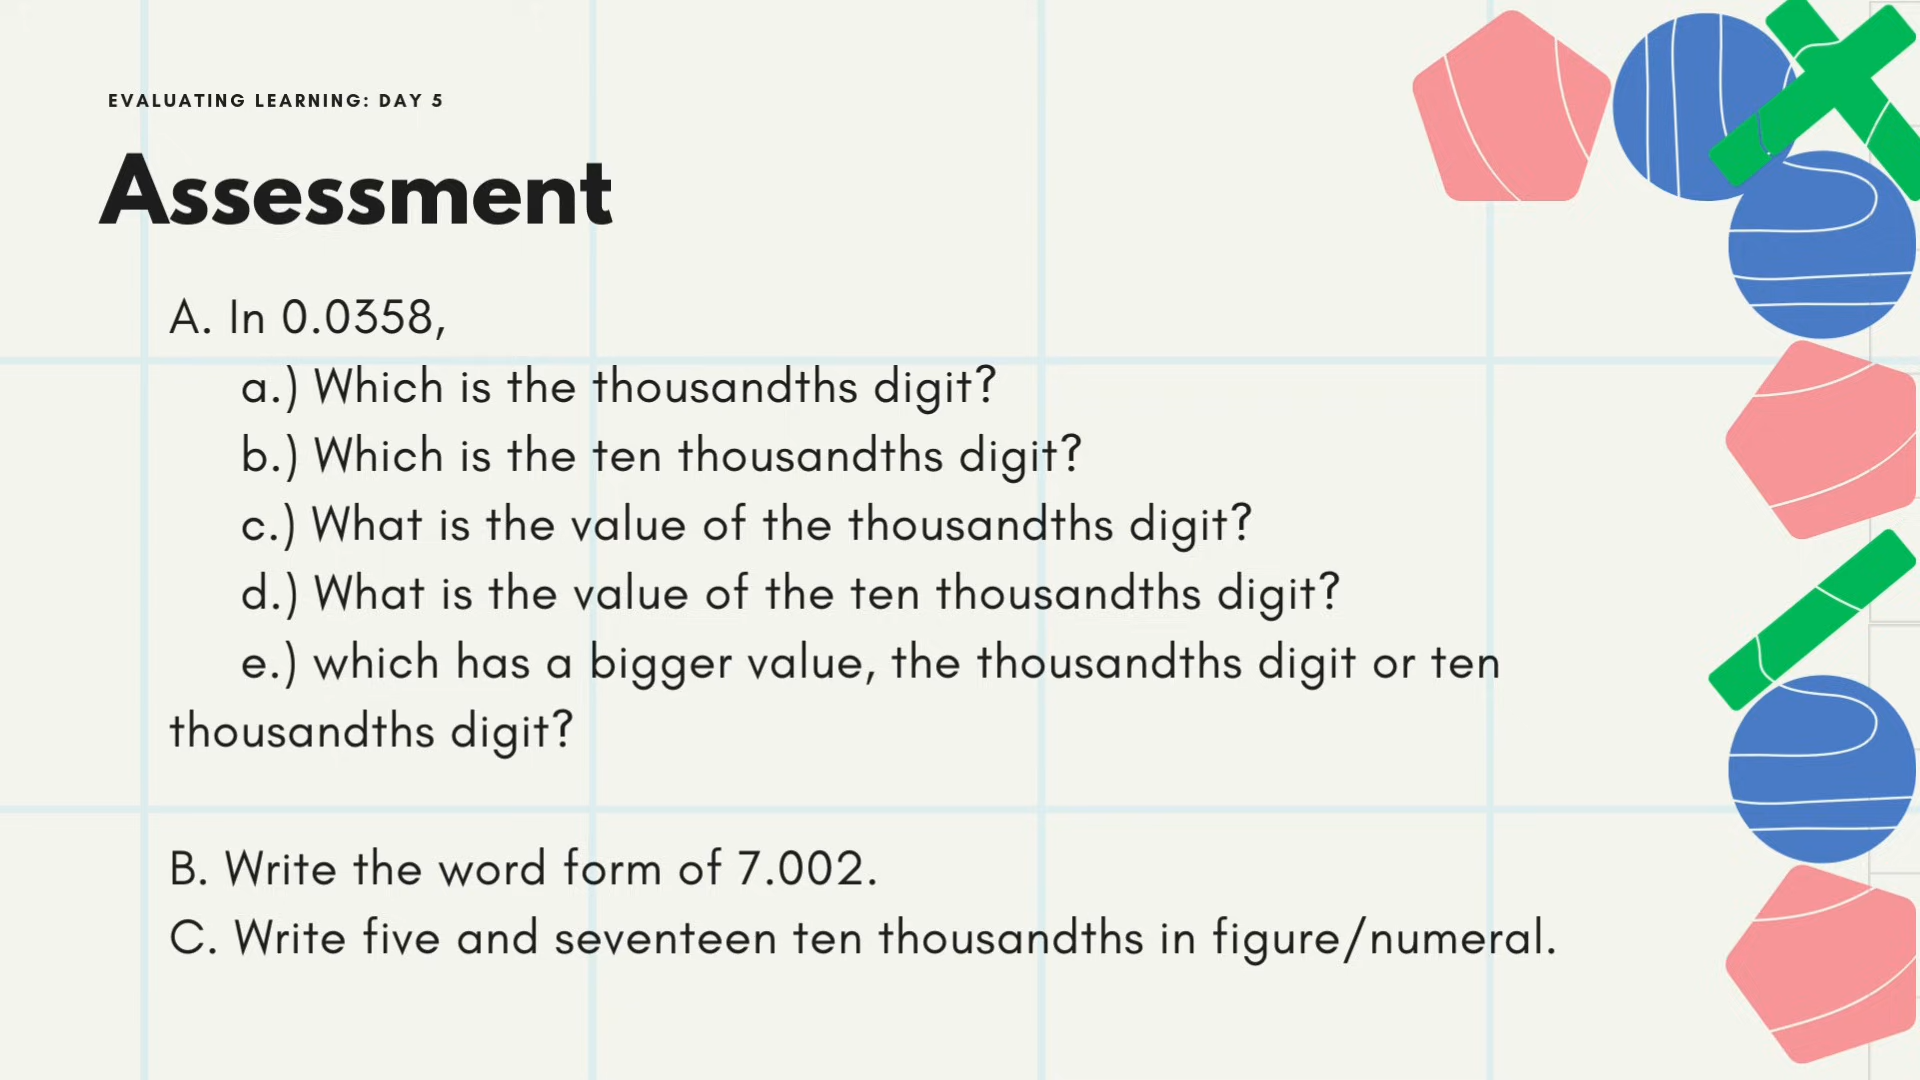 EVALUATING LEARNING: DAY 5
Assessment
A. In 0.0358,
a.) Which is the thousandths digit?
b.) Which is the ten thousandths digit?
c.) What is the value of the thousandths digit?
d.) What is the value of the ten thousandths digit?
e.) which has a bigger value, the thousandths digit or ten
thousandths digit?
B. Write the word form of 7.002.
C. Write five and seventeen ten thousandths in figure/numeral.